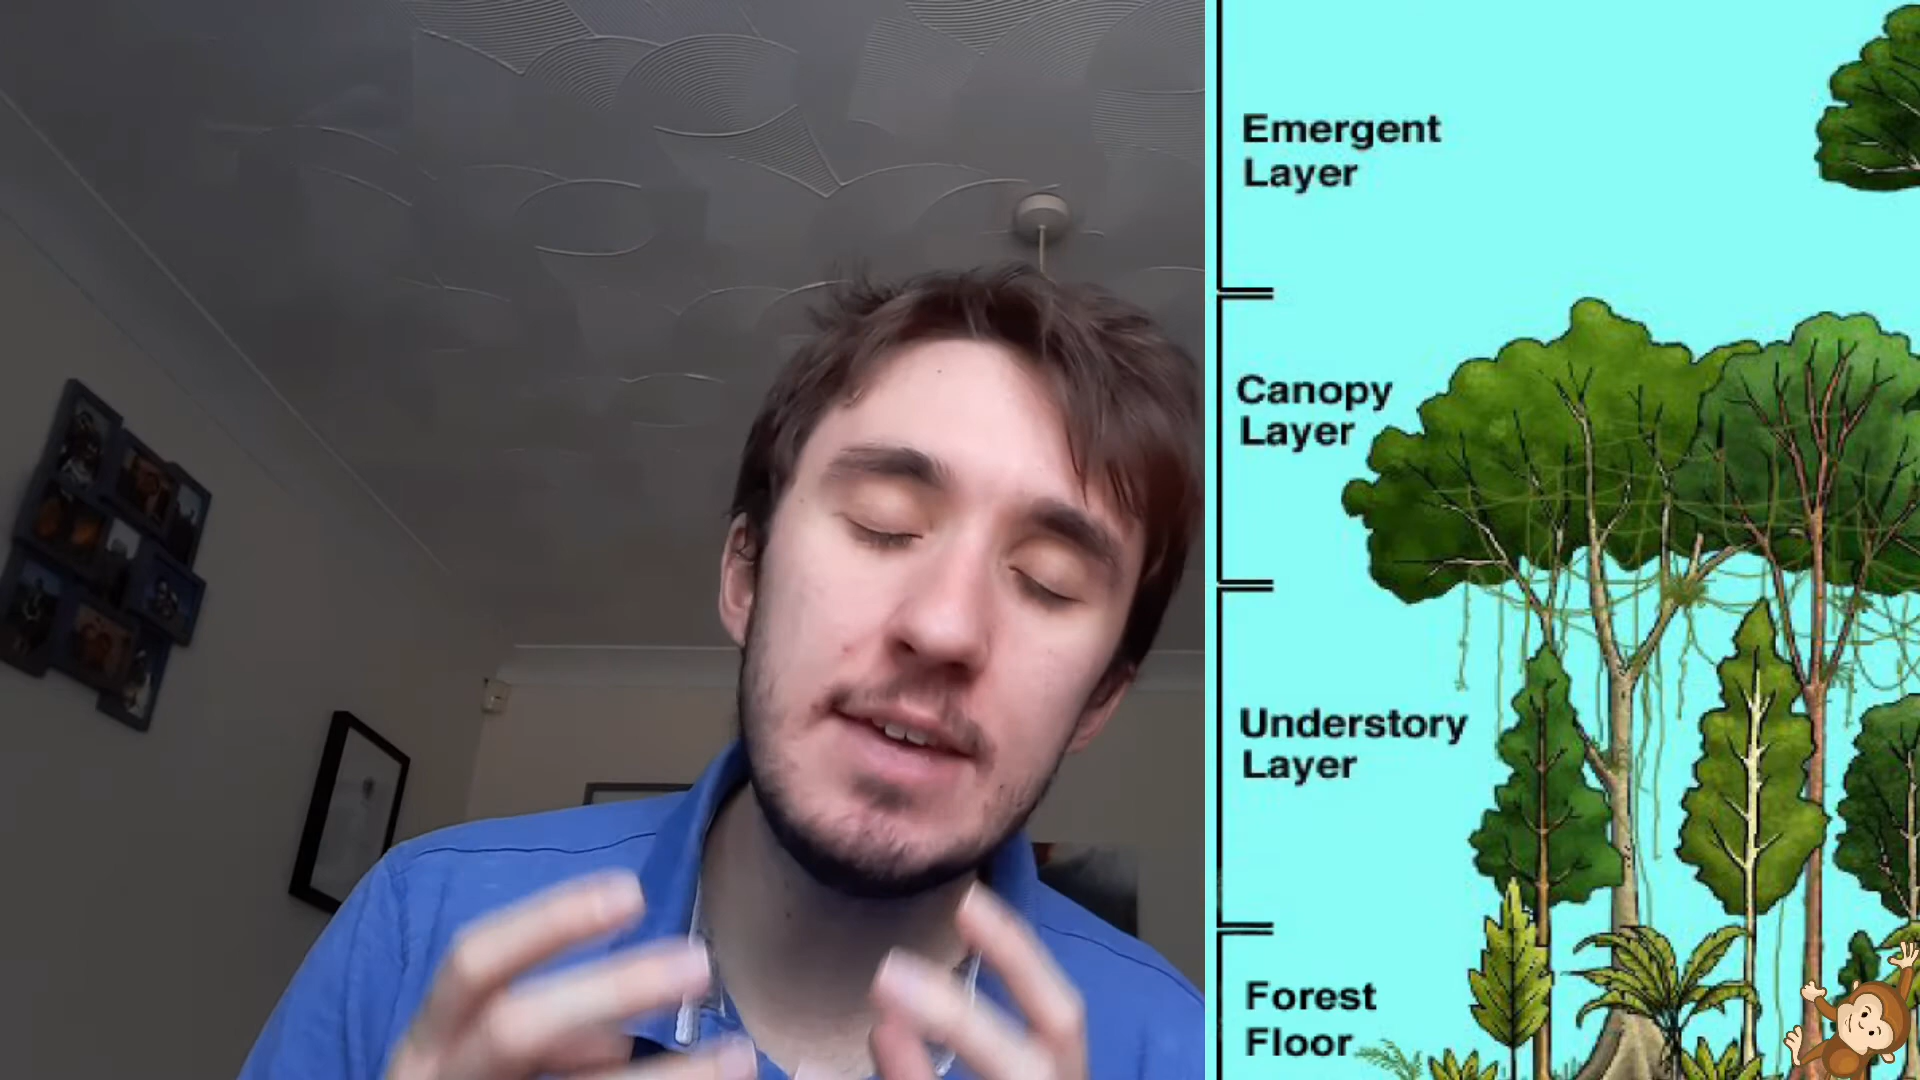 Emergent
Layer
Canopy
Layer
Understory
Layer
Forest
Floor